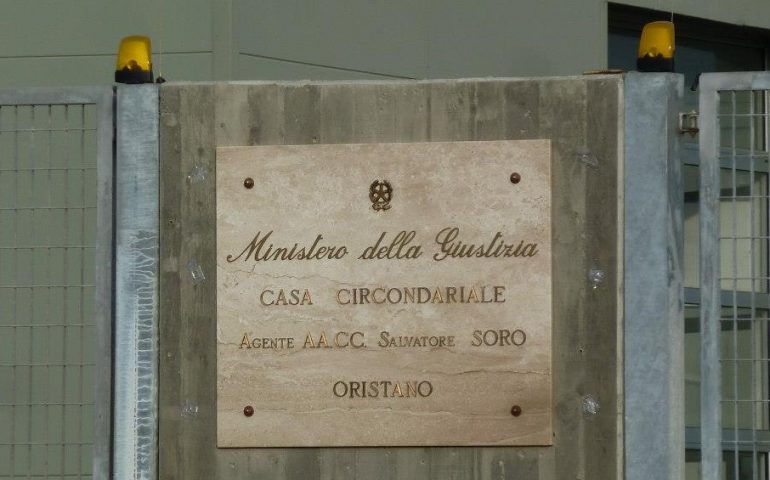 Ministero della Giustizia
CASA CIRCONDARIALE
AGENTE AA.CC. SALVATORE SORO
ORISTANO